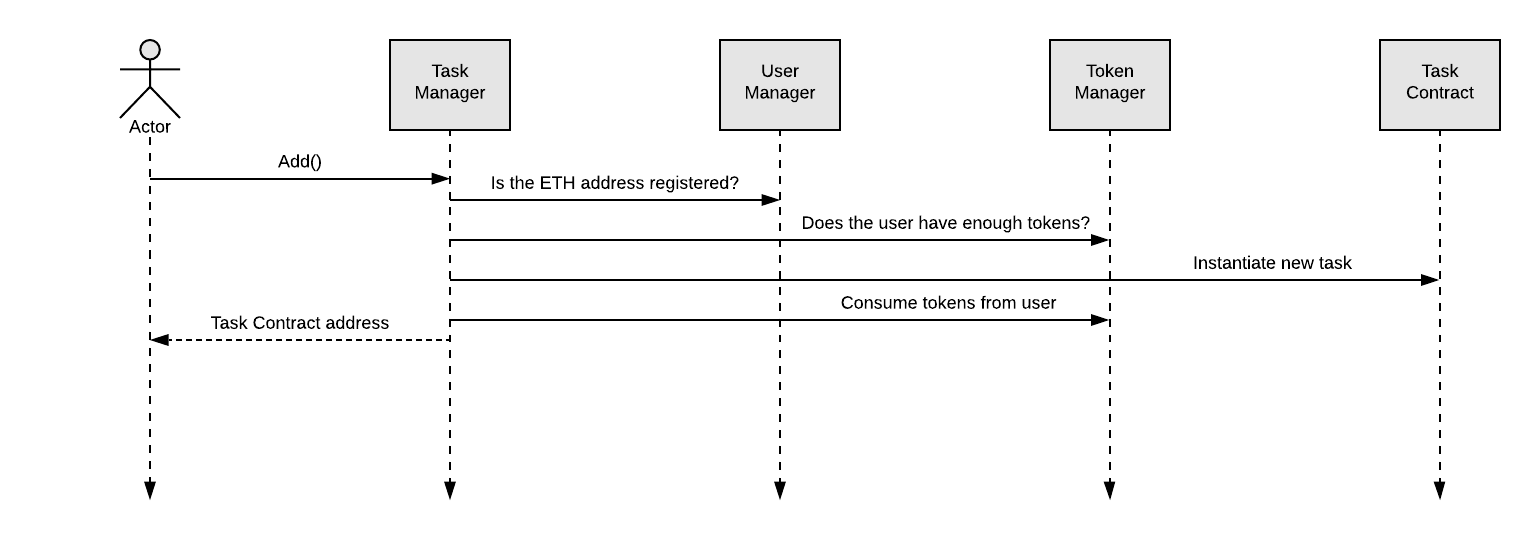 Task
Manager
User
Manager
Token
Manager
Task
Contract
Actor
Add()
Is the ETH address registered?
Does the user have enough tokens?
Instantiate new task
Consume tokens from user
Task Contract address